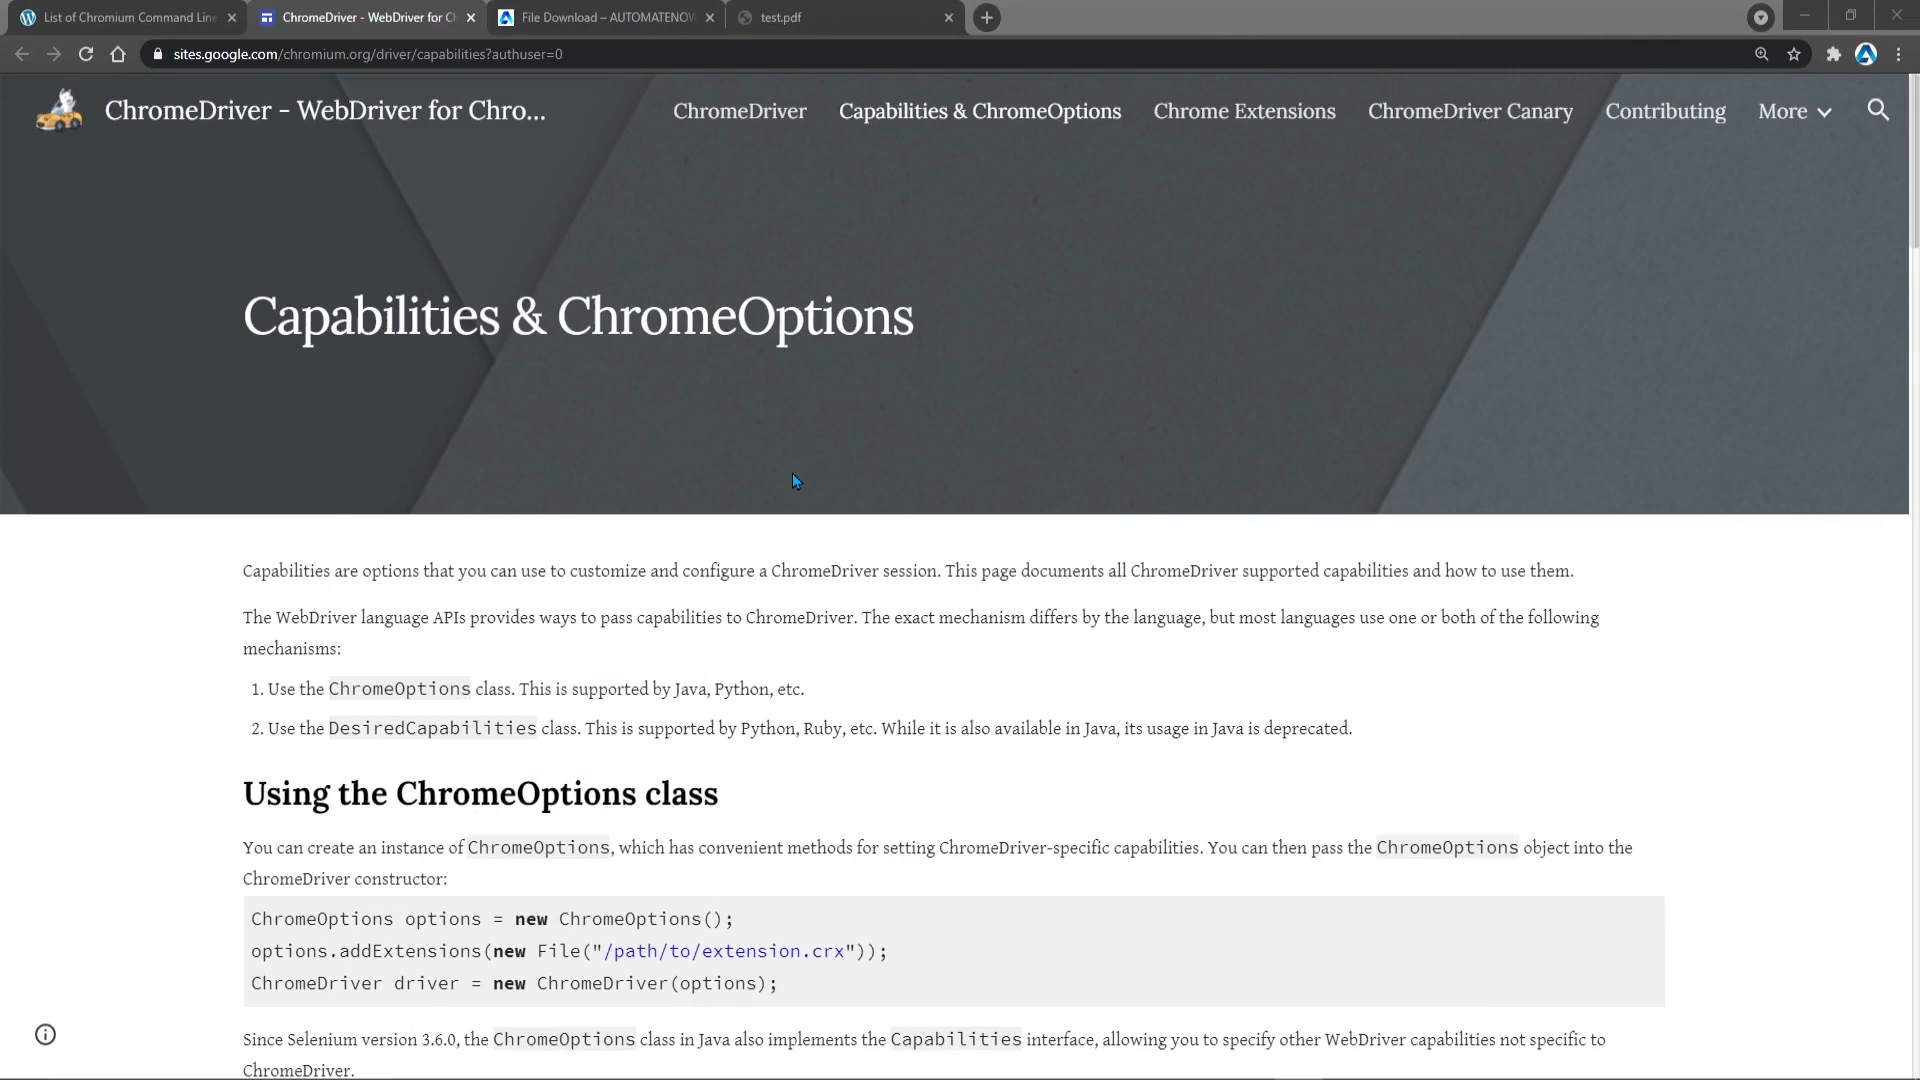 List of Chromium Command Line
ChromeDriver - WebDriver for Ch
File Download – AUTOMATENOW
test.pdf
sites.google.com/chromium.org/driver/capabilities?authuser=0
ChromeDriver - WebDriver for Chro...
ChromeDriver
Capabilities & ChromeOptions
Chrome Extensions
ChromeDriver Canary
Contributing
More
Capabilities & ChromeOptions
Capabilities are options that you can use to customize and configure a ChromeDriver session. This page documents all ChromeDriver supported capabilities and how to use them.
The WebDriver language APIs provides ways to pass capabilities to ChromeDriver. The exact mechanism differs by the language, but most languages use one or both of the following
mechanisms:
1. Use the ChromeOptions class. This is supported by Java, Python, etc.
2. Use the DesiredCapabilities class. This is supported by Python, Ruby, etc. While it is also available in Java, its usage in Java is deprecated.
Using the ChromeOptions class
You can create an instance of ChromeOptions, which has convenient methods for setting ChromeDriver-specific capabilities. You can then pass the ChromeOptions object into the
ChromeDriver constructor:
ChromeOptions options = new ChromeOptions();
options.addExtensions(new File("/path/to/extension.crx"));
ChromeDriver driver = new ChromeDriver(options);
Since Selenium version 3.6.0, the ChromeOptions class in Java also implements the Capabilities interface, allowing you to specify other WebDriver capabilities not specific to
ChromeDriver.